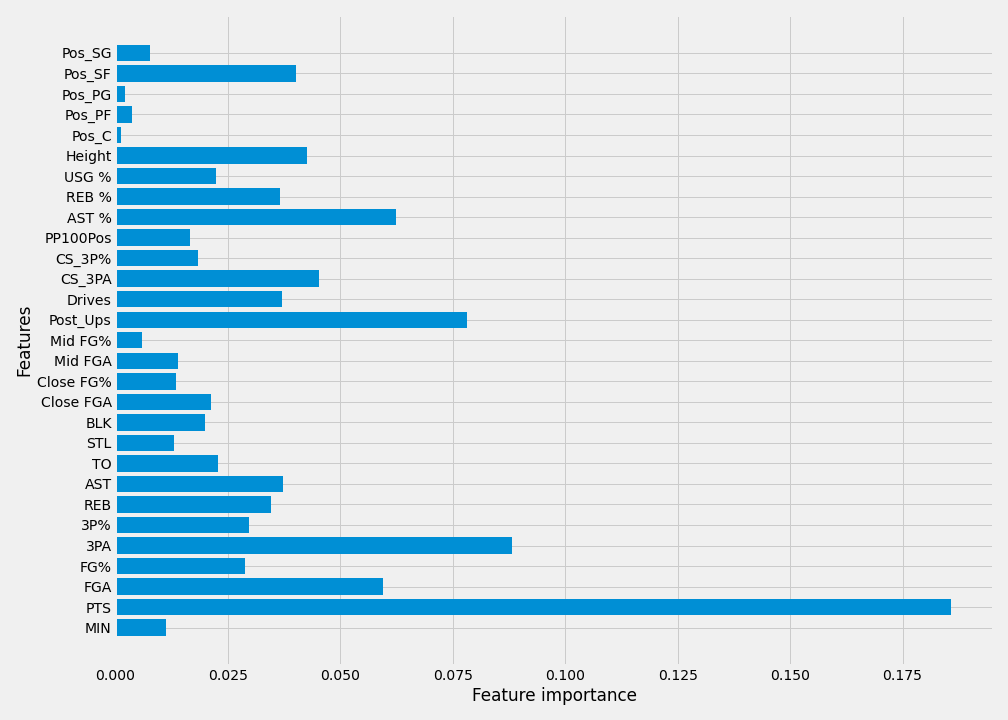 Pos_SG
Pos_SF
Pos_PG
Pos_PF
Pos_C
Height
USG %
REB %
AST %
PP100Pos
CS_3P%
CS_3PA
Drives
Post_Ups
Mid FG%
Mid FGA
Close FG%
Close FGA
BLK
STL
TO
AST
REB
3P%
3PA
FG%
FGA
PTS
MIN
Features
0.000 0.025 0.050 0.075 0.100 0.125 0.150 0.175
Feature importance